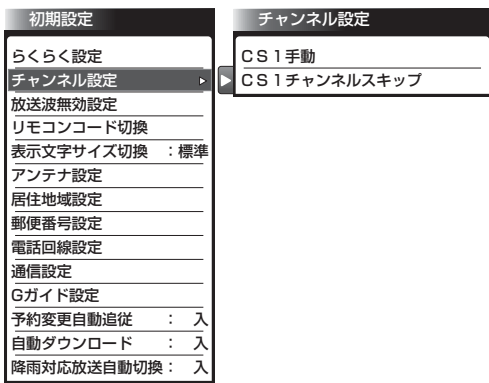 初期設定
らくらく設定
チャンネル設定
放送波無効設定
リモコンコード切換
表示文字サイズ切換 ：標準
アンテナ設定
居住地域設定
郵便番号設定
電話回線設定
通信設定
Gガイド設定
予約変更自動追従 ： 入
自動ダウンロード ： 入
降雨対応放送自動切換： 入
チャンネル設定
ＣＳ１手動
ＣＳ１チャンネルスキップ